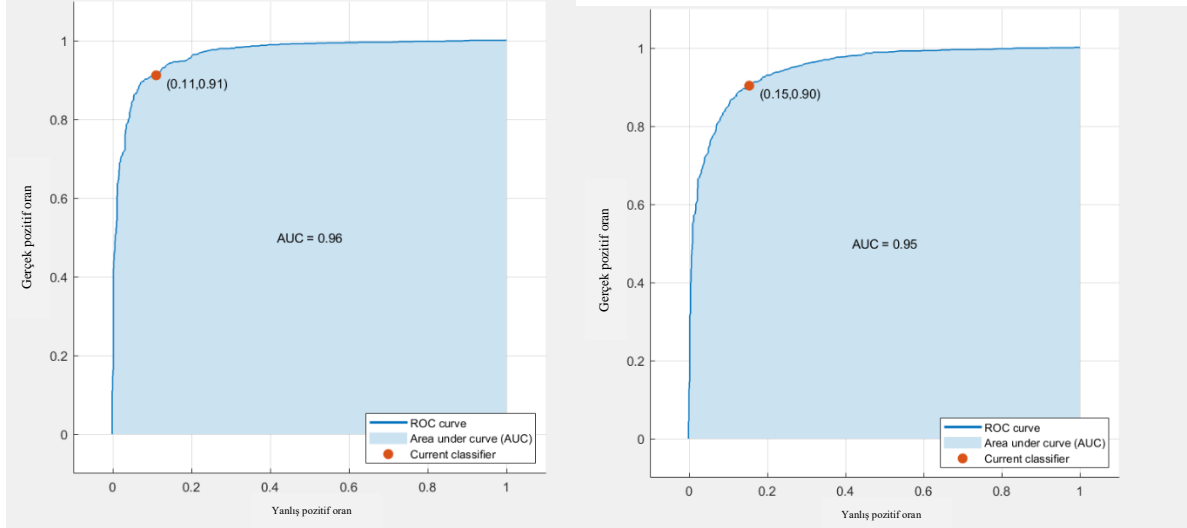 1
0.8
0.6
0.4
0.2
0
Gerçek pozitif oran
(0.11,0.91)
AUC = 0.96
ROC curve
Area under curve (AUC)
Current classifier
0
0.2
0.4
0.6
0.8
1
Yanlış pozitif oran
1
0.8
0.6
0.4
0.2
0
Gerçek pozitif oran
(0.15,0.90)
AUC = 0.95
ROC curve
Area under curve (AUC)
Current classifier
0
0.2
0.4
0.6
0.8
1
Yanlış pozitif oran